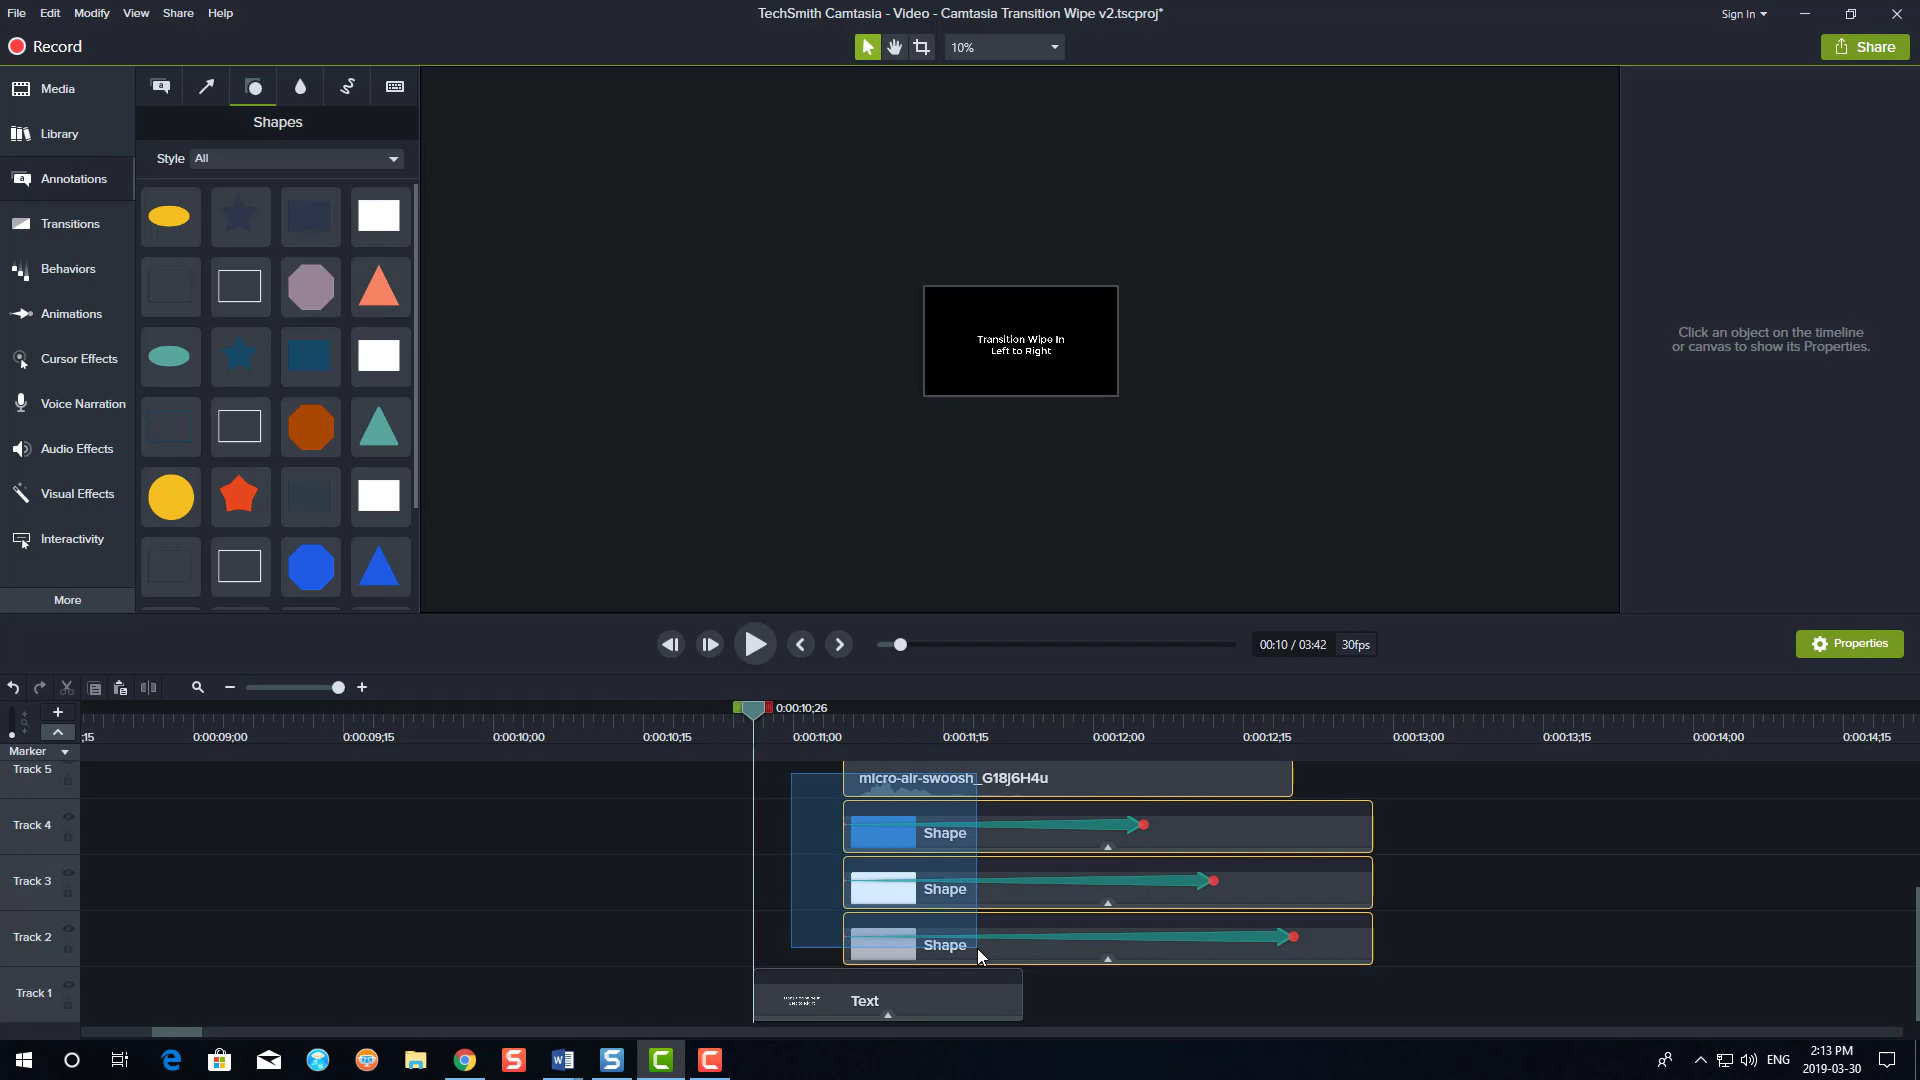 File Edit Modify View Share Help
TechSmith Camtasia - Video - Camtasia Transition Wipe v2.tscproj*
Sign In
Record
10%
Share
Media
Library
Annotations
Transitions
Behaviors
Animations
Cursor Effects
Voice Narration
Audio Effects
Visual Effects
Interactivity
More
Shapes
Style All
Transition Wipe In
Left to Right
Click an object on the timeline
or canvas to show its Properties.
00:10 / 03:42 30fps
Properties
0:00:10;26
;15 0:00:09;00 0:00:09;15 0:00:10;00 0:00:10;15 0:00:11;00 0:00:11;15 0:00:12;00 0:00:12;15 0:00:13;00 0:00:13;15 0:00:14;00 0:00:14;15
Marker
Track 5
micro-air-swoosh_G18j6H4u
Track 4
Shape
Track 3
Shape
Track 2
Shape
Track 1
Text
ENG
2:13 PM
2019-03-30